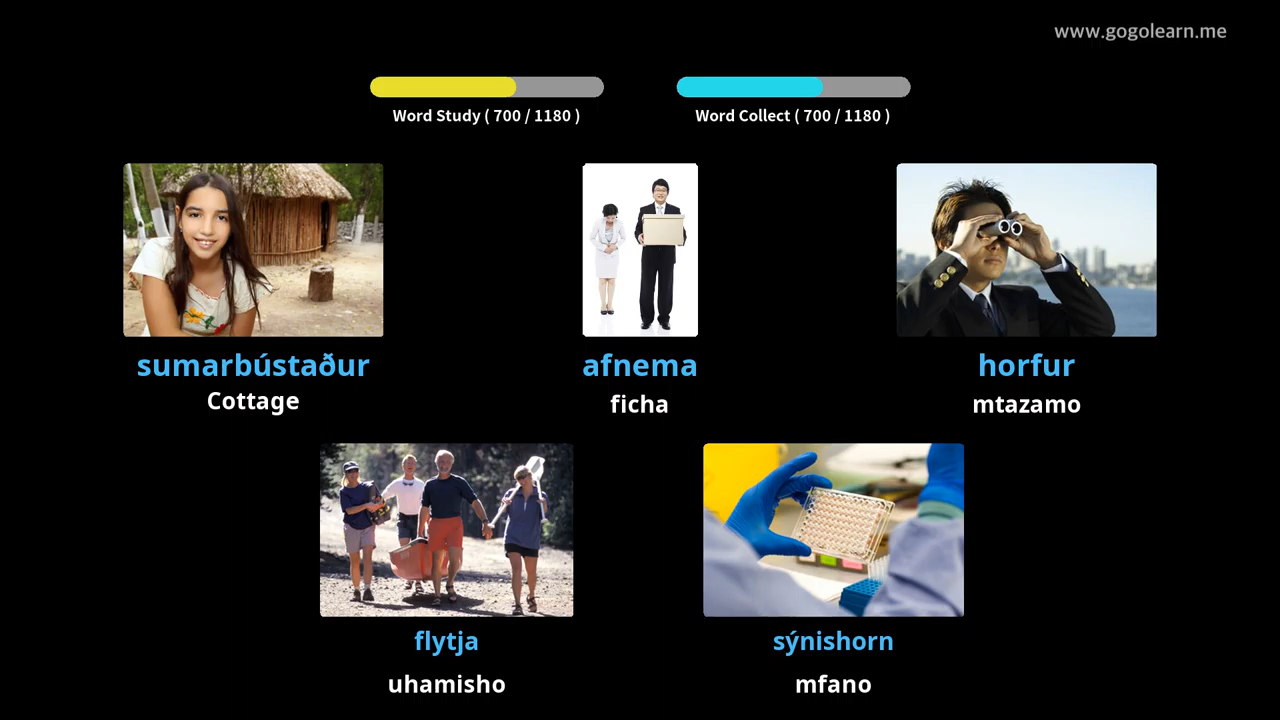 www.gogolearn.me
Word Study ( 700 / 1180 )
Word Collect ( 700 / 1180 )
sumarbústaður
Cottage
afnema
ficha
horfur
mtazamo
flytja
uhamisho
sýnishorn
mfano